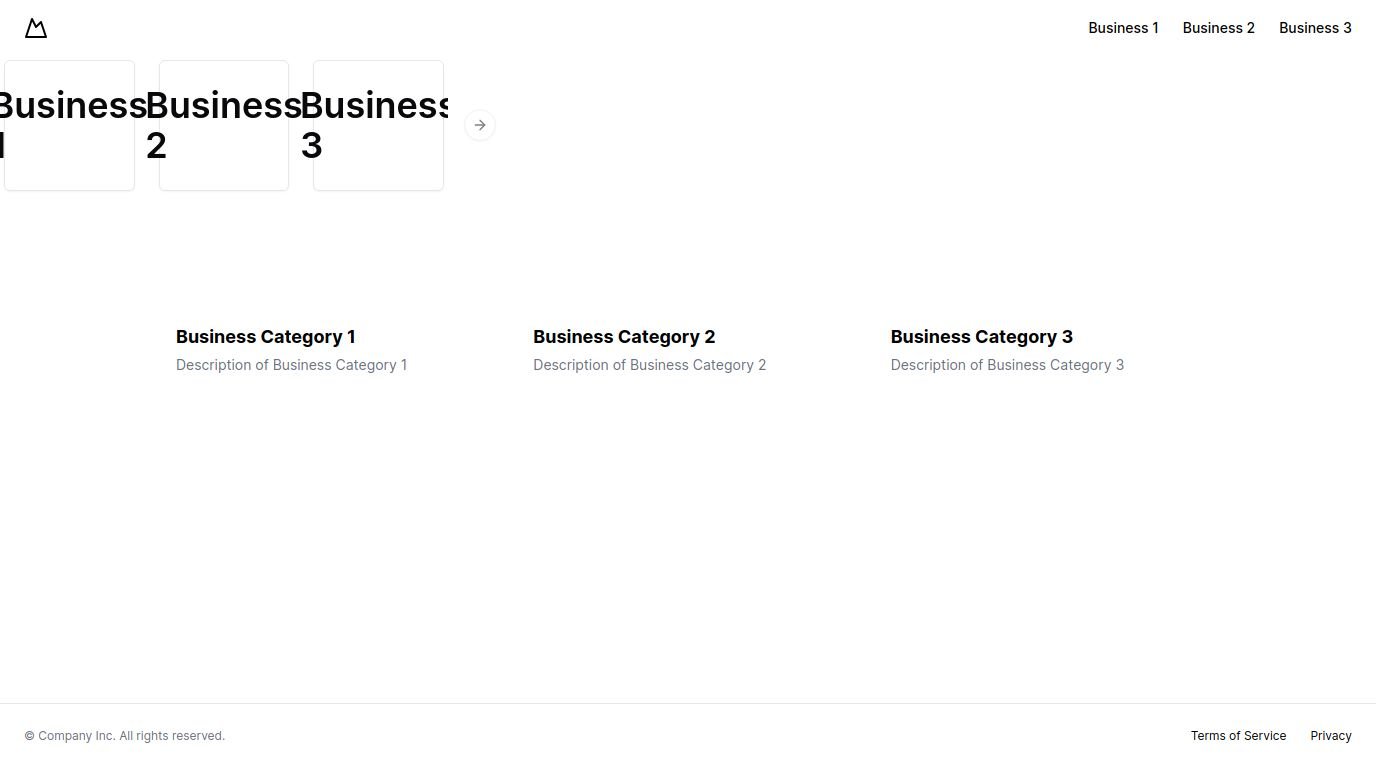 Business 1 Business 2 Business 3
Business Business Business
1 2 3
Business Category 1 Business Category 2 Business Category 3
Description of Business Category 1 Description of Business Category 2 Description of Business Category 3
© Company Inc. All rights reserved. Terms of Service Privacy